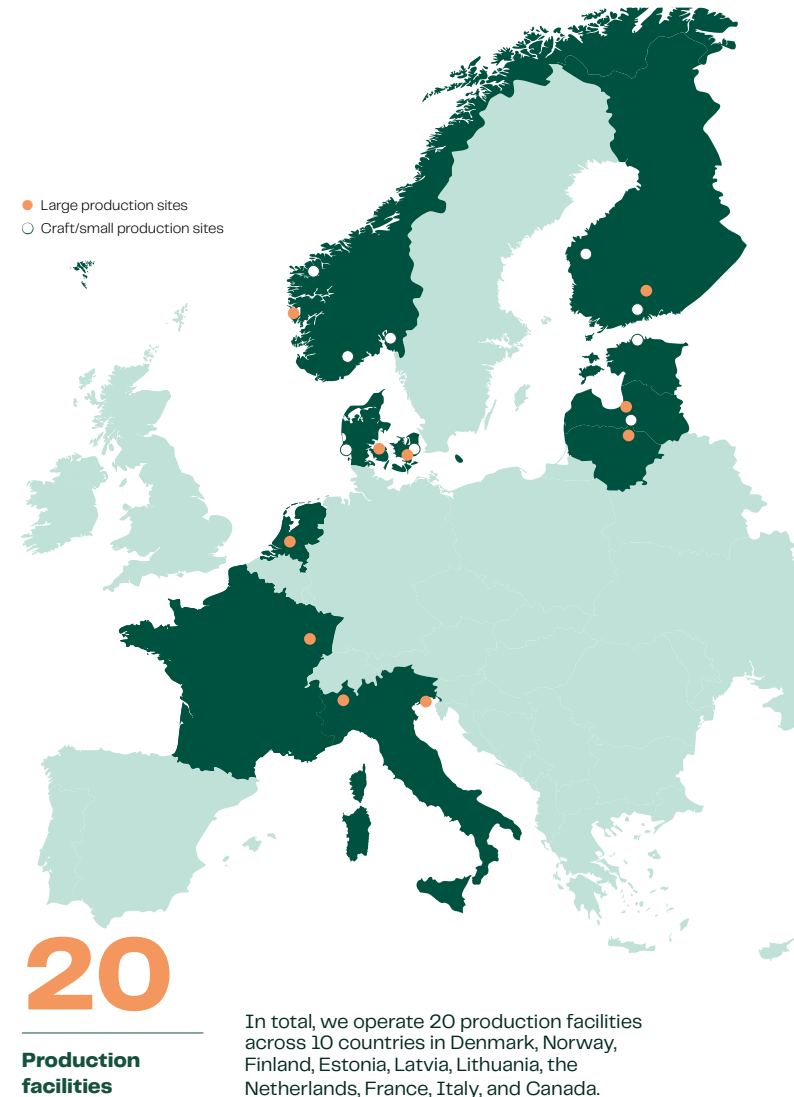 Large production sites
Craft/small production sites
20
Production
facilities
In total, we operate 20 production facilities
across 10 countries in Denmark, Norway,
Finland, Estonia, Latvia, Lithuania, the
Netherlands, France, Italy, and Canada.